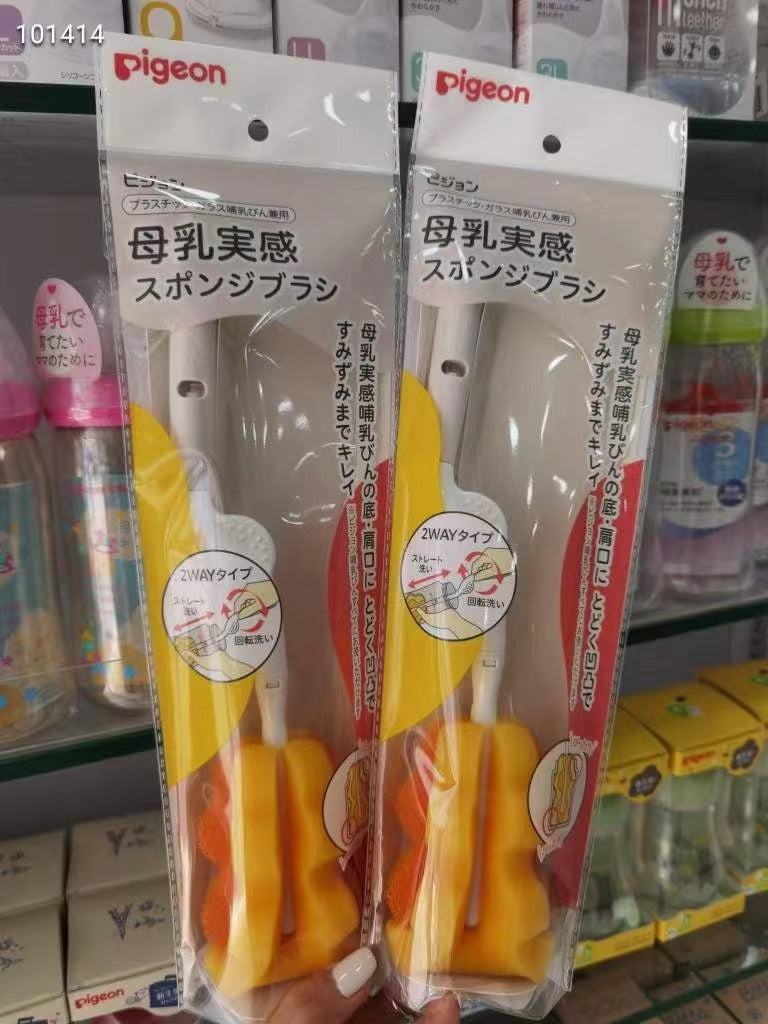 101414
Pigeon
ピジョン
プラスチック・ガラス哺乳びん兼用
母乳実感
スポンジブラシ
母乳実感哺乳びんの底・肩口に とどく凹凸で
すみずみまでキレイ
2WAYタイプ
ストレート
洗い
回転洗い
Pigeon
ピジョン
プラスチック・ガラス哺乳びん兼用
母乳実感
スポンジブラシ
母乳実感哺乳びんの底・肩口に とどく凹凸で
すみずみまでキレイ
2WAYタイプ
ストレート
洗い
回転洗い
母乳で
育てたい
ママのために
母乳で
育てたい
ママのために
pigeon
pigeon
teether